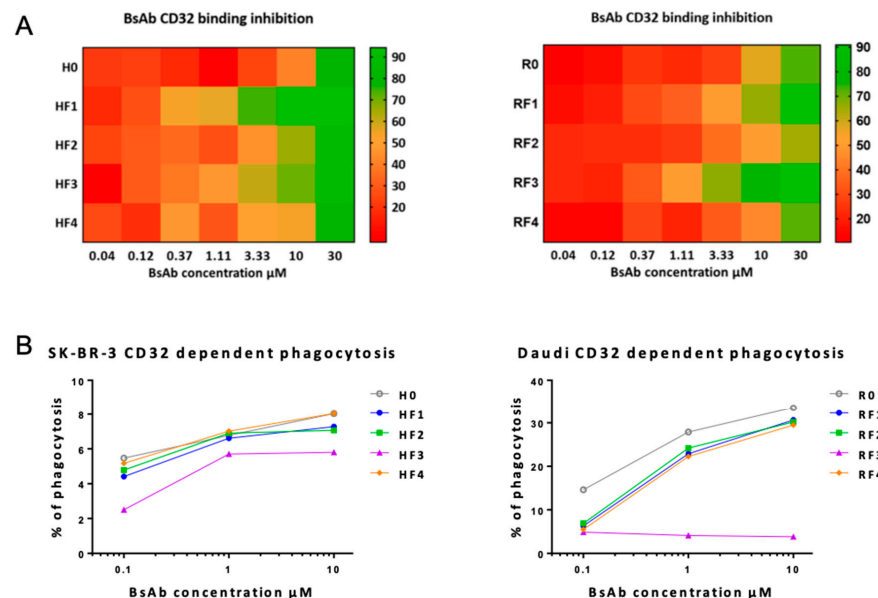 A
BsAb CD32 binding inhibition
H0
HF1
HF2
HF3
HF4
0.04 0.12 0.37 1.11 3.33 10 30
BsAb concentration µM
90
80
70
60
50
40
30
20
BsAb CD32 binding inhibition
R0
RF1
RF2
RF3
RF4
0.04 0.12 0.37 1.11 3.33 10 30
BsAb concentration µM
90
80
70
60
50
40
30
20
B
SK-BR-3 CD32 dependent phagocytosis
% of phagocytosis
10
8
6
4
2
0
0.1 1 10
BsAb concentration µM
H0
HF1
HF2
HF3
HF4
Daudi CD32 dependent phagocytosis
% of phagocytosis
40
30
20
10
0
0.1 1 10
BsAb concentration µM
R0
RF1
RF2
RF3
RF4